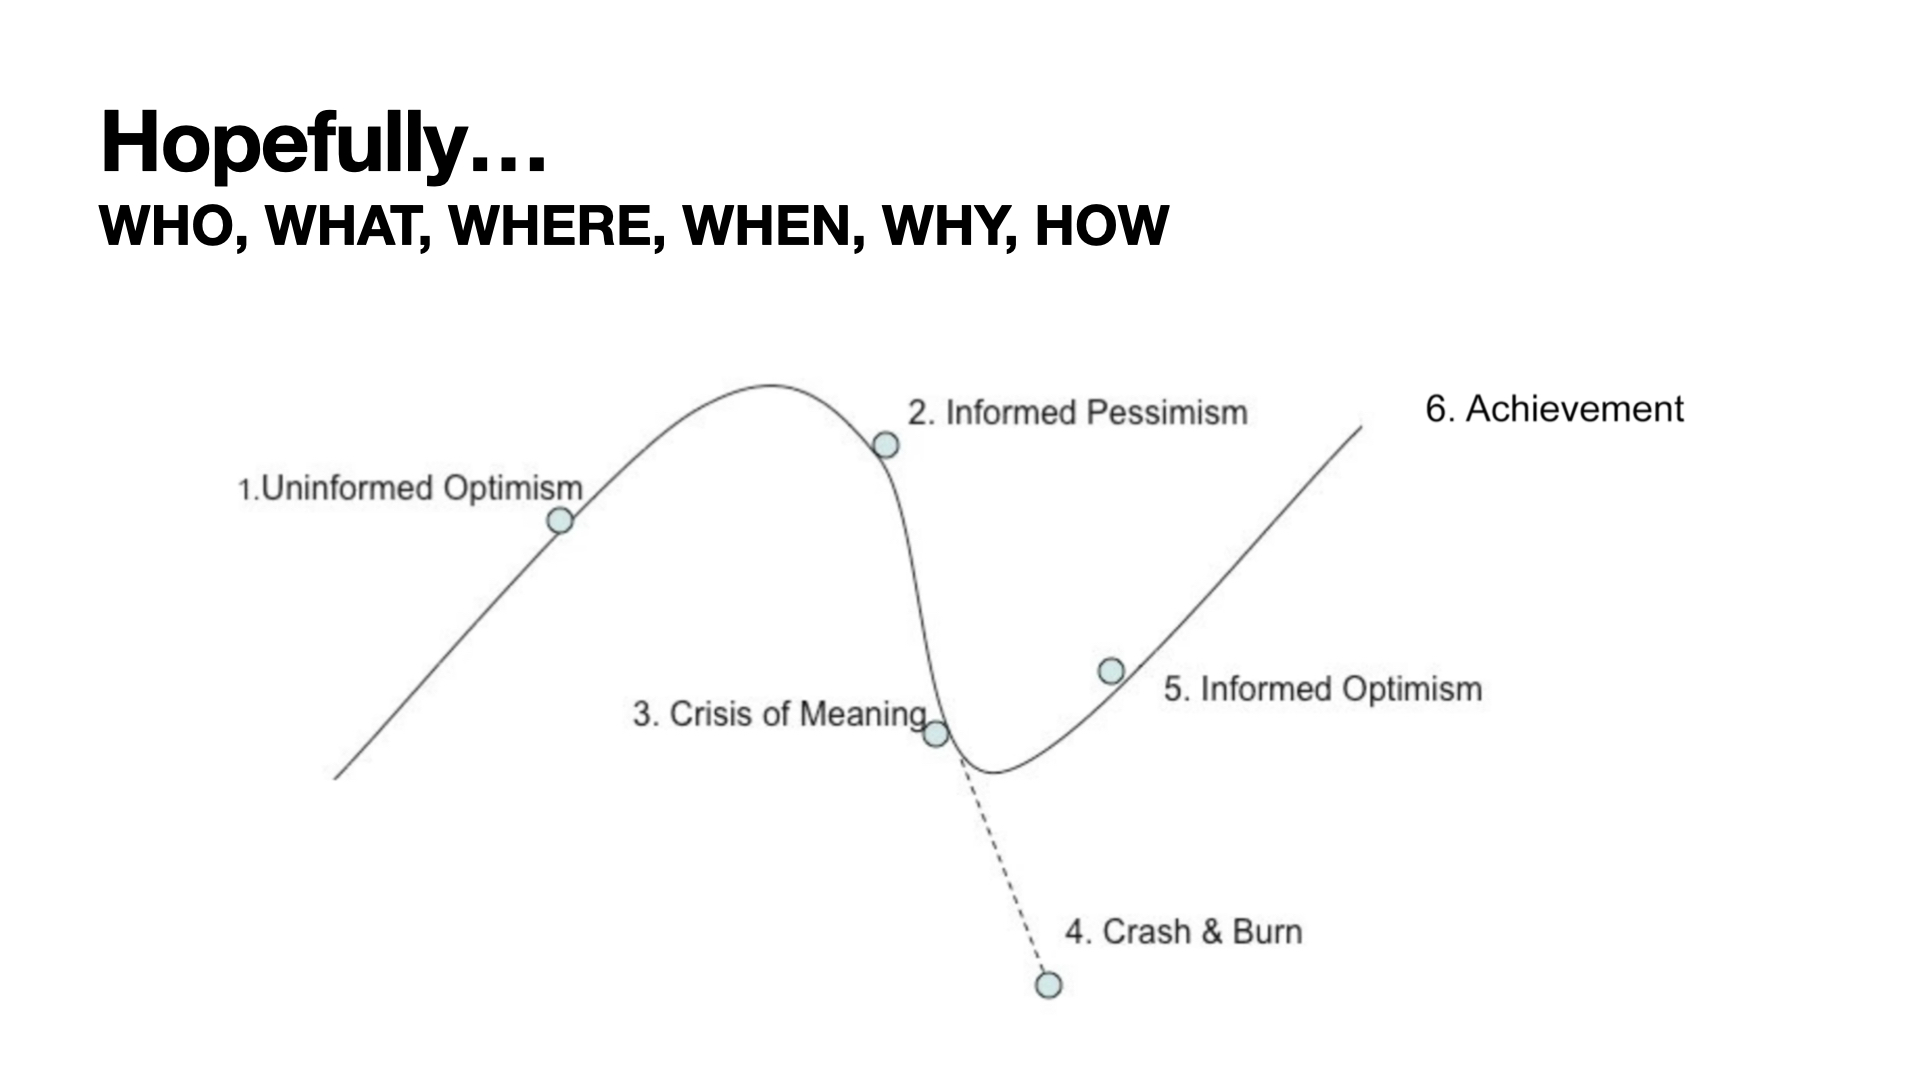 Hopefully…
WHO, WHAT, WHERE, WHEN, WHY, HOW
1.Uninformed Optimism
2. Informed Pessimism
3. Crisis of Meaning
4. Crash & Burn
5. Informed Optimism
6. Achievement